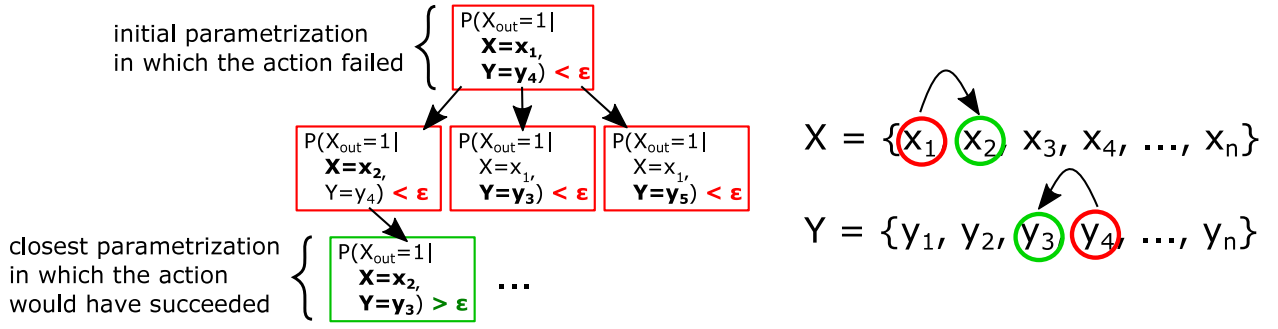 initial parametrization
in which the action failed
P(Xout=1|
X=x1,
Y=y4) < ε
P(Xout=1|
X=x2,
Y=y4) < ε
P(Xout=1|
X=x1,
Y=y3) < ε
P(Xout=1|
X=x1,
Y=y5) < ε
closest parametrization
in which the action
would have succeeded
P(Xout=1|
X=x2,
Y=y3) > ε
...
X = {x1, x2, x3, x4, ..., xn}
Y = {y1, y2, y3, y4, ..., yn}